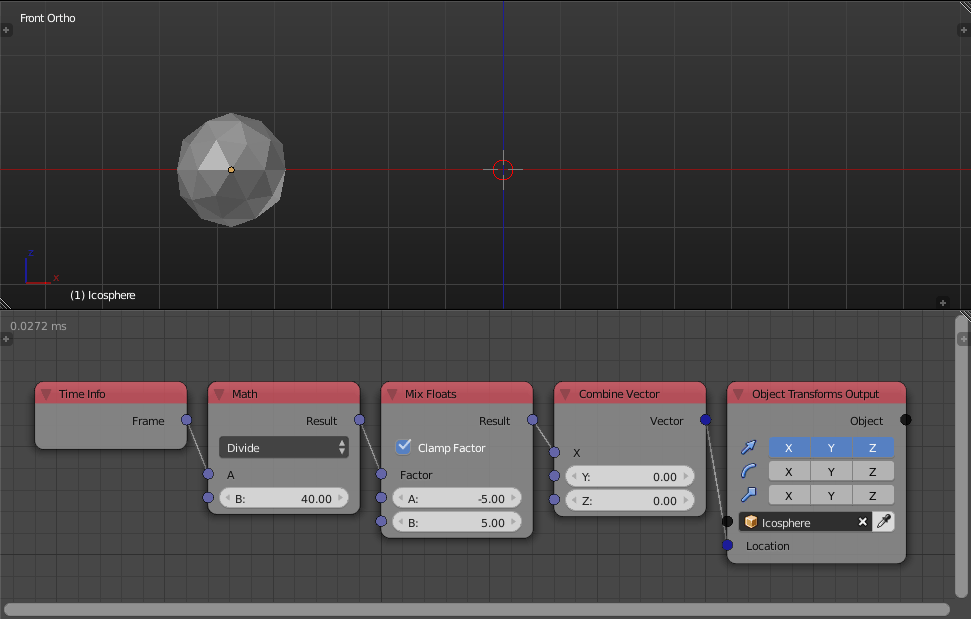 Front Ortho
z
x
(1) Icosphere
0.0272 ms
Time Info
Frame
Math
Result
Divide
A
B: 40.00
Mix Floats
Result
Clamp Factor
Factor
A: -5.00
B: 5.00
Combine Vector
Vector
X
Y: 0.00
Z: 0.00
Object Transforms Output
Object
X Y Z
X Y Z
X Y Z
Icosphere
Location